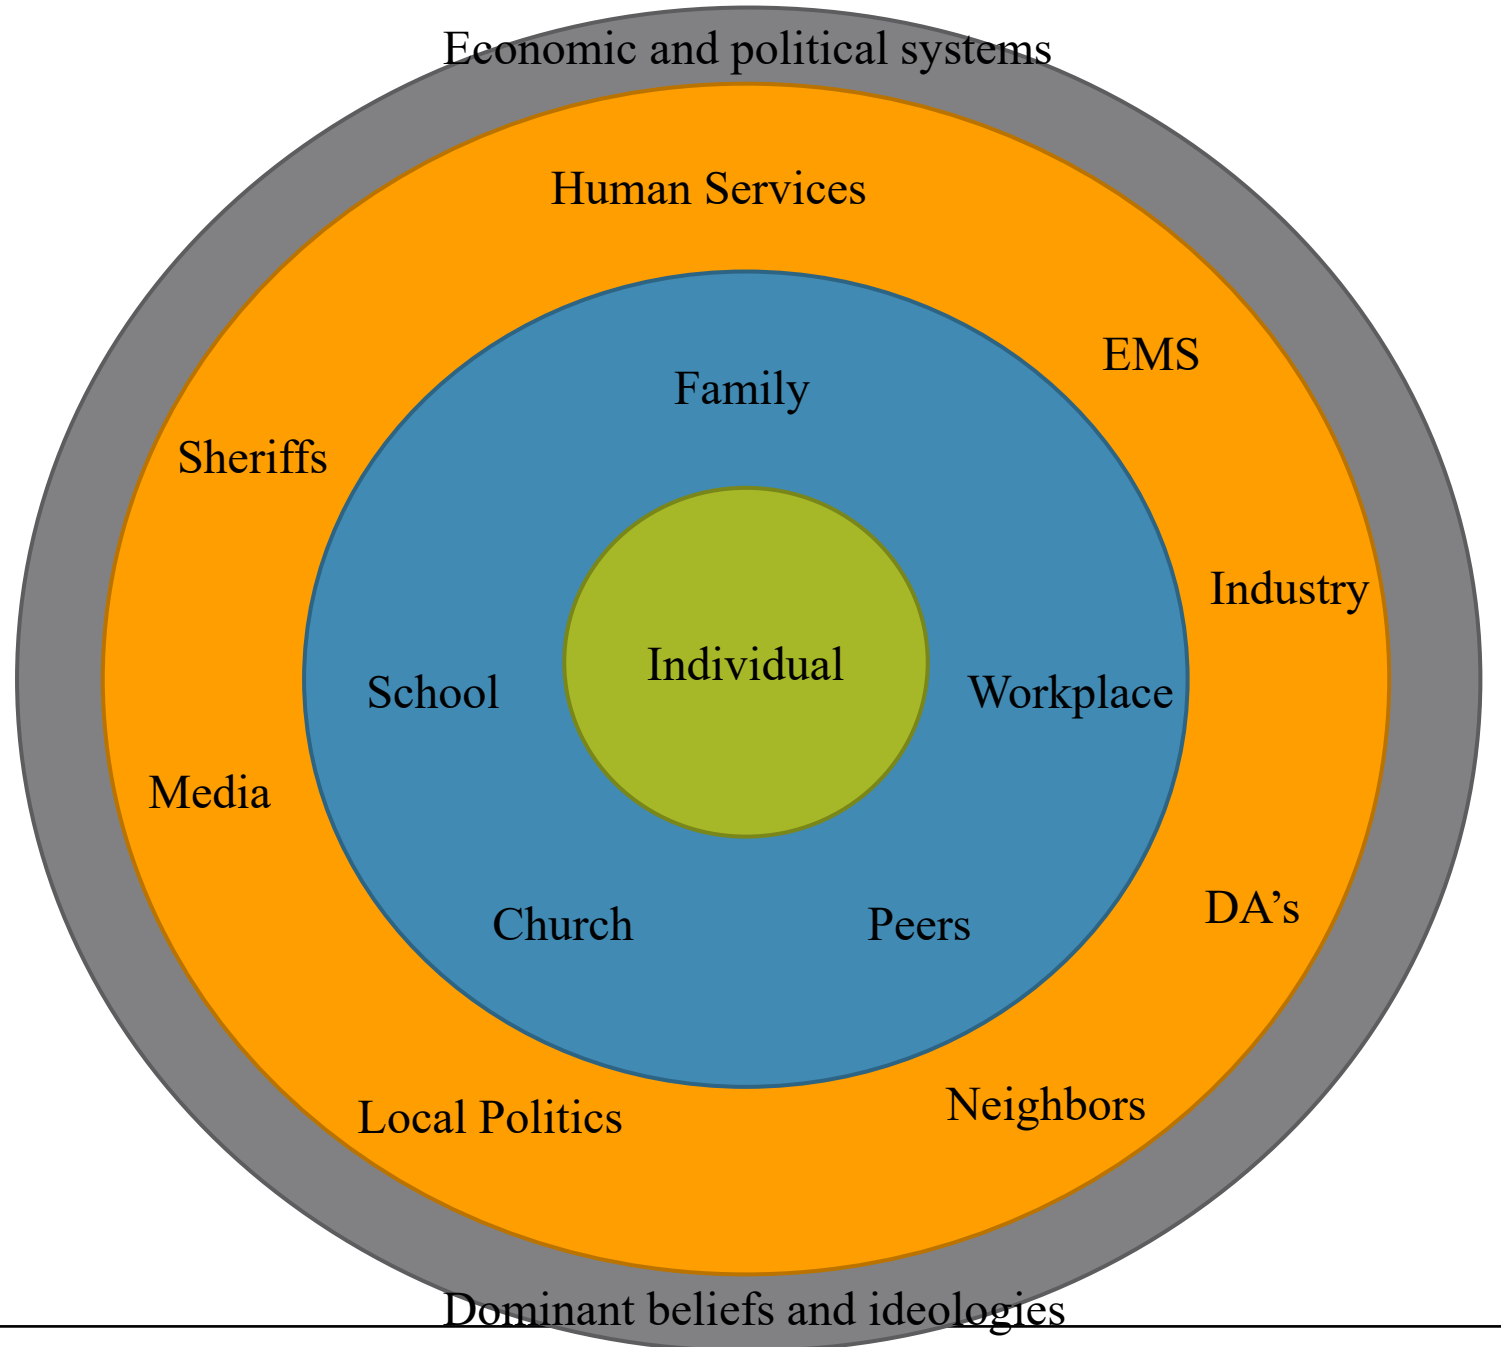 Economic and political systems
Human Services
EMS
Family
Sheriffs
Industry
Individual
School
Workplace
Media
DA’s
Church
Peers
Neighbors
Local Politics
Dominant beliefs and ideologies